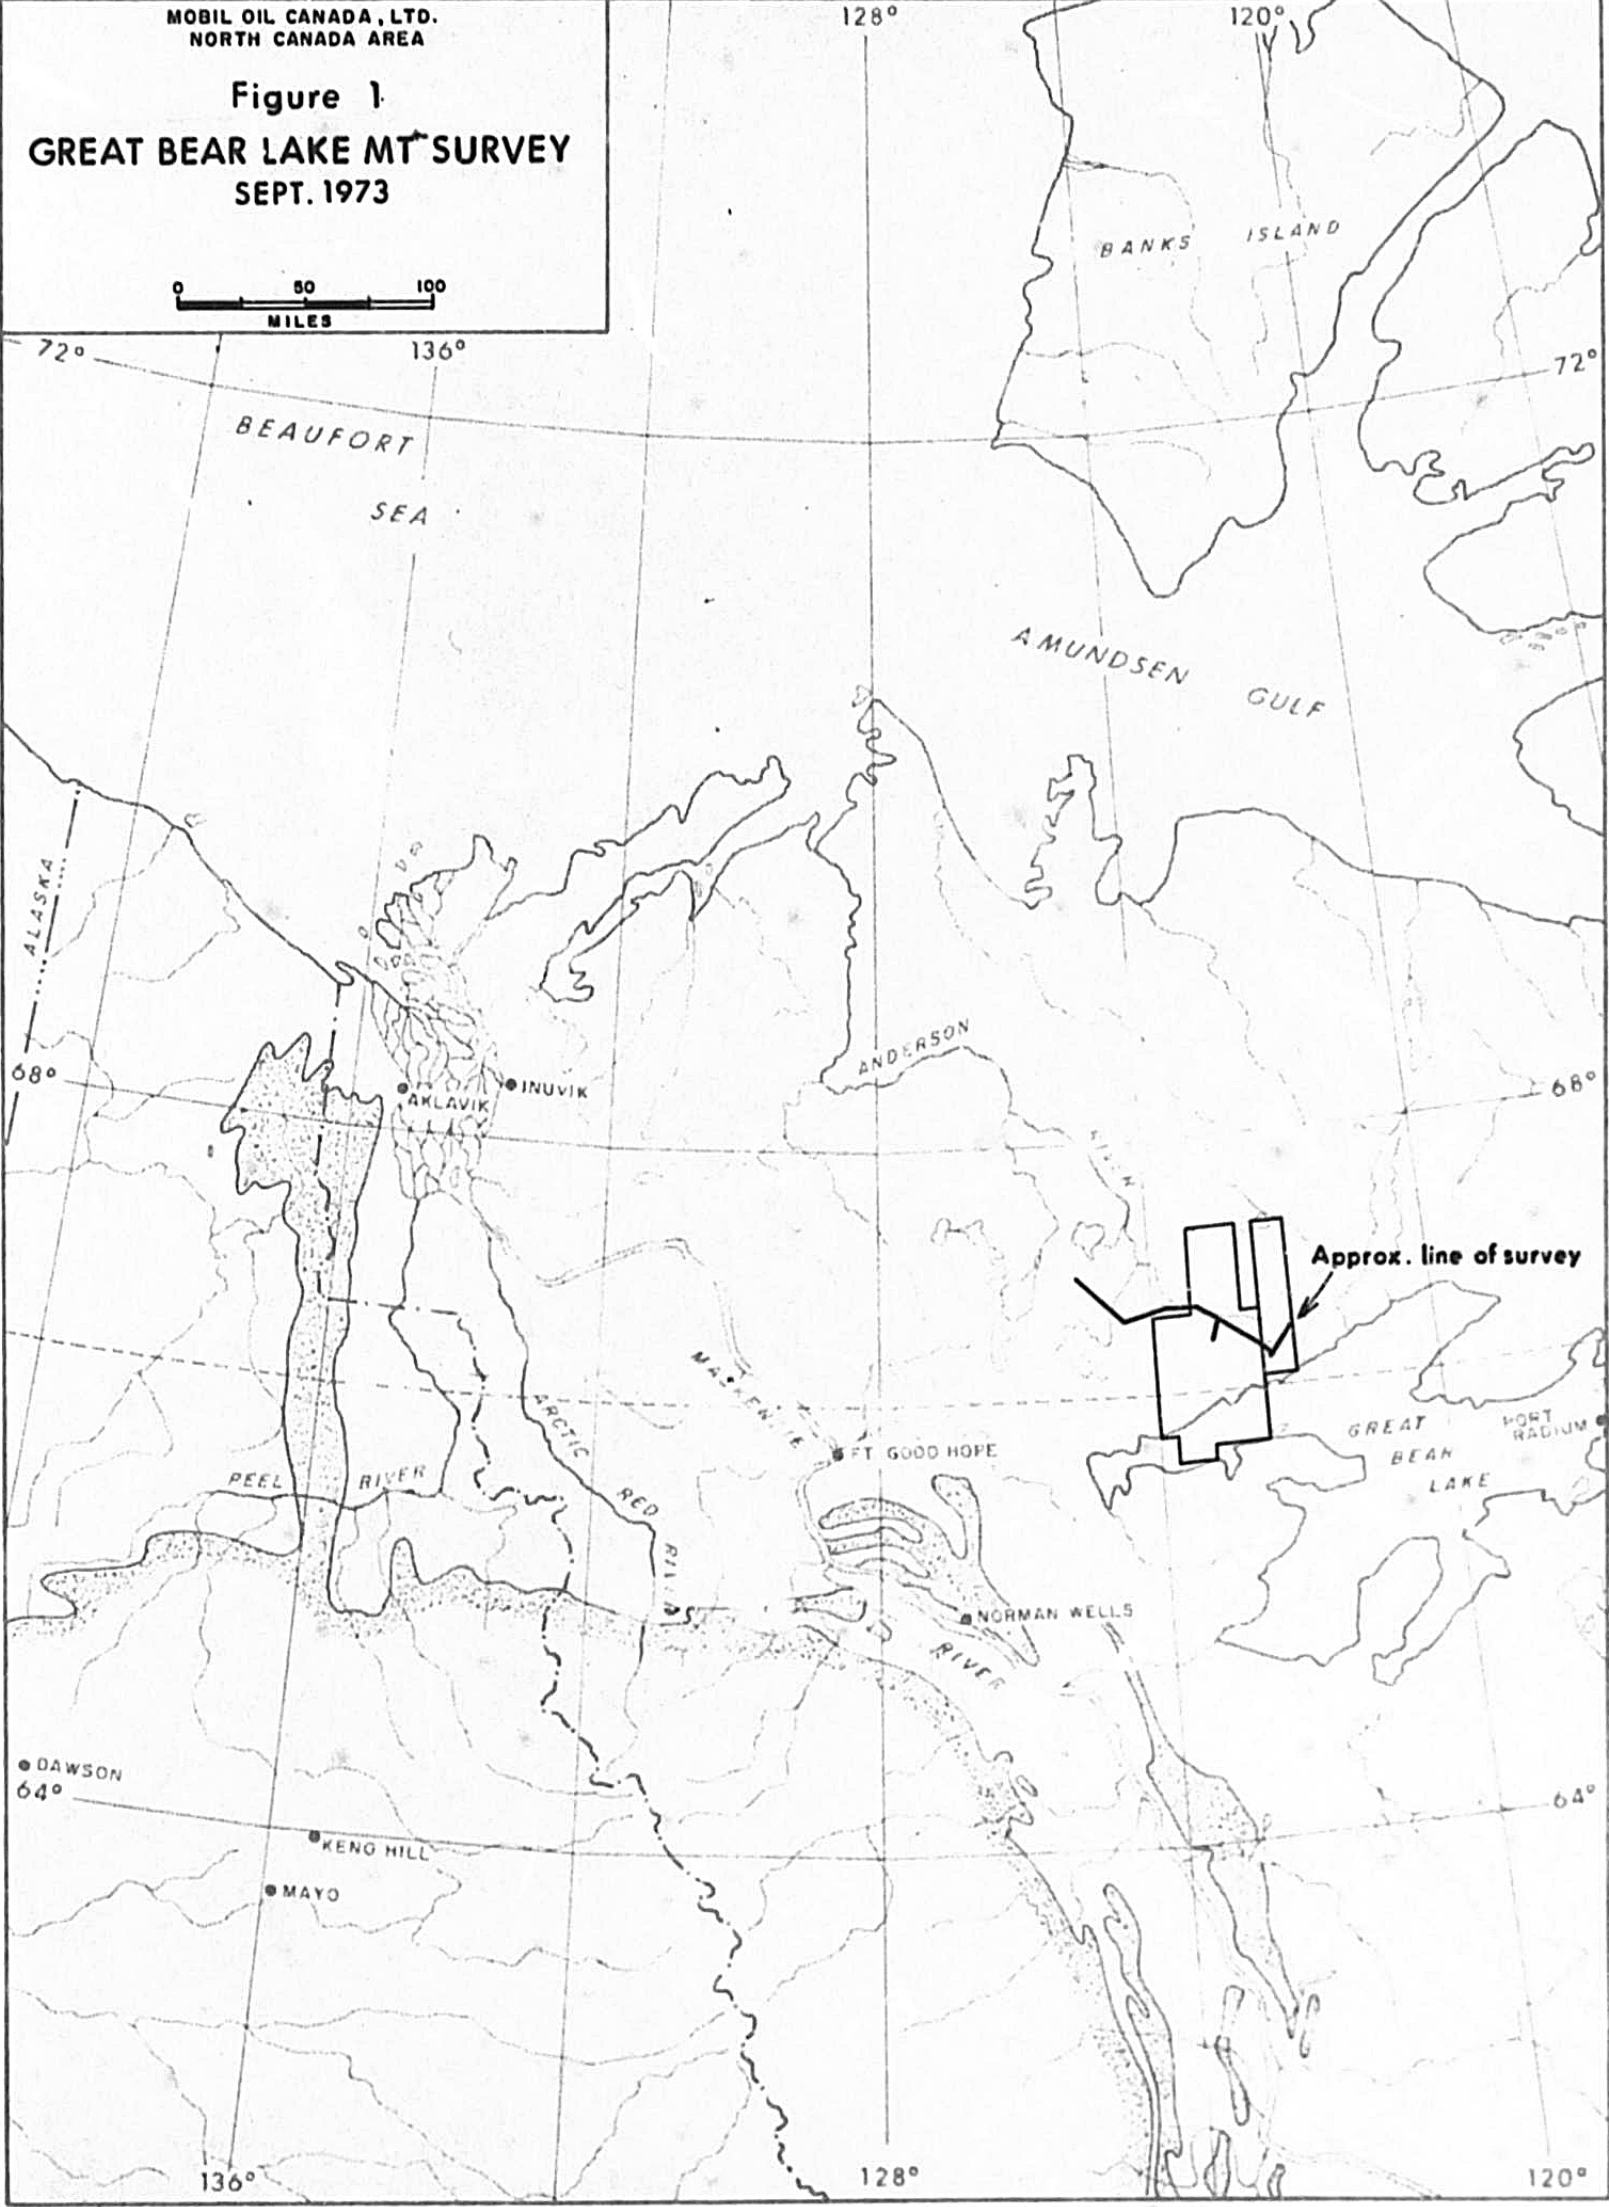 MOBIL OIL CANADA, LTD.
NORTH CANADA AREA
Figure 1
GREAT BEAR LAKE MT SURVEY
SEPT. 1973
0 50 100
MILES
128°
120°
BANKS ISLAND
72°
136°
72°
BEAUFORT
SEA
AMUNDSEN GULF
ALASKA
68°
AKLAVIK
INUVIK
ANDERSON
68°
Approx. line of survey
ARCTIC RED RIVER
FT GOOD HOPE
GREAT
BEAR
LAKE
PORT
RADIUM
PEEL RIVER
NORMAN WELLS
RIVER
DAWSON
64°
64°
KENO HILL
MAYO
136°
128°
120°